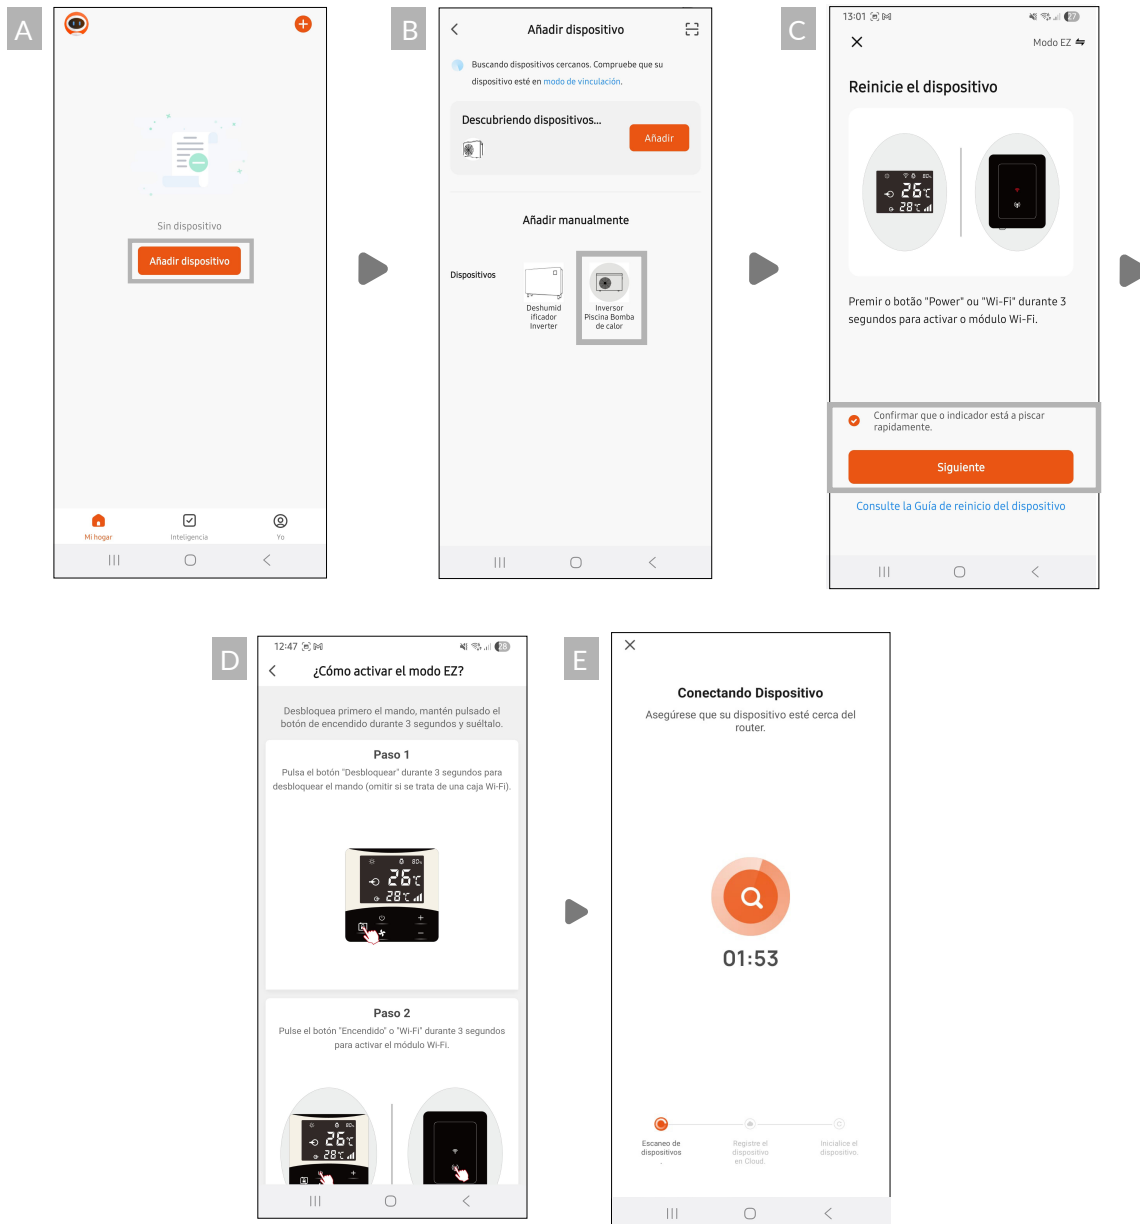 A
Sin dispositivo
Añadir dispositivo
Mi hogar
Inteligencia
Yo
B
Añadir dispositivo
Buscando dispositivos cercanos. Compruebe que su
dispositivo esté en modo de vinculación.
Descubriendo dispositivos...
Añadir
Añadir manualmente
Dispositivos
Deshumid
ificador
Inverter
Inversor
Piscina Bomba
de calor
C
13:01
27
Modo EZ
Reinicie el dispositivo
80%
26°C
28°C
Premir o botão "Power" ou "Wi-Fi" durante 3
segundos para activar o módulo Wi-Fi.
Confirmar que o indicador está a piscar
rapidamente.
Siguiente
Consulte la Guía de reinicio del dispositivo
D
12:47
28
¿Cómo activar el modo EZ?
Desbloquea primero el mando, mantén pulsado el
botón de encendido durante 3 segundos y suéltalo.
Paso 1
Pulsa el botón "Desbloquear" durante 3 segundos para
desbloquear el mando (omitir si se trata de una caja Wi-Fi).
80%
26°C
28°C
Paso 2
Pulse el botón "Encendido" o "Wi-Fi" durante 3 segundos
para activar el módulo Wi-Fi.
80%
26°C
28°C
E
Conectando Dispositivo
Asegúrese que su dispositivo esté cerca del
router.
01:53
Escaneo de
dispositivos
.
Registre el
dispositivo
en Cloud.
Inicialice el
dispositivo.